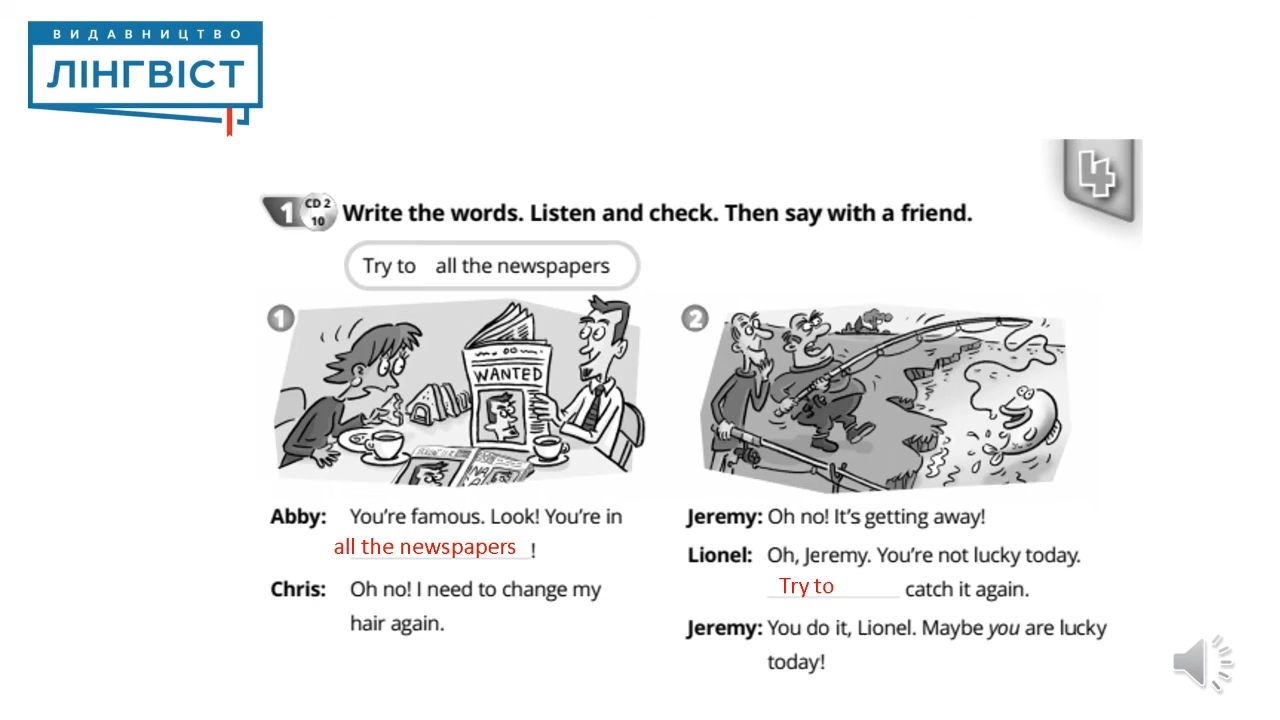 ВИДАВНИЦТВО
ЛІНГВІСТ
4
1 CD 2 10 Write the words. Listen and check. Then say with a friend.
Try to all the newspapers
1
WANTED
2
Abby: You're famous. Look! You're in
all the newspapers !
Chris: Oh no! I need to change my
hair again.
Jeremy: Oh no! It's getting away!
Lionel: Oh, Jeremy. You're not lucky today.
Try to catch it again.
Jeremy: You do it, Lionel. Maybe you are lucky
today!